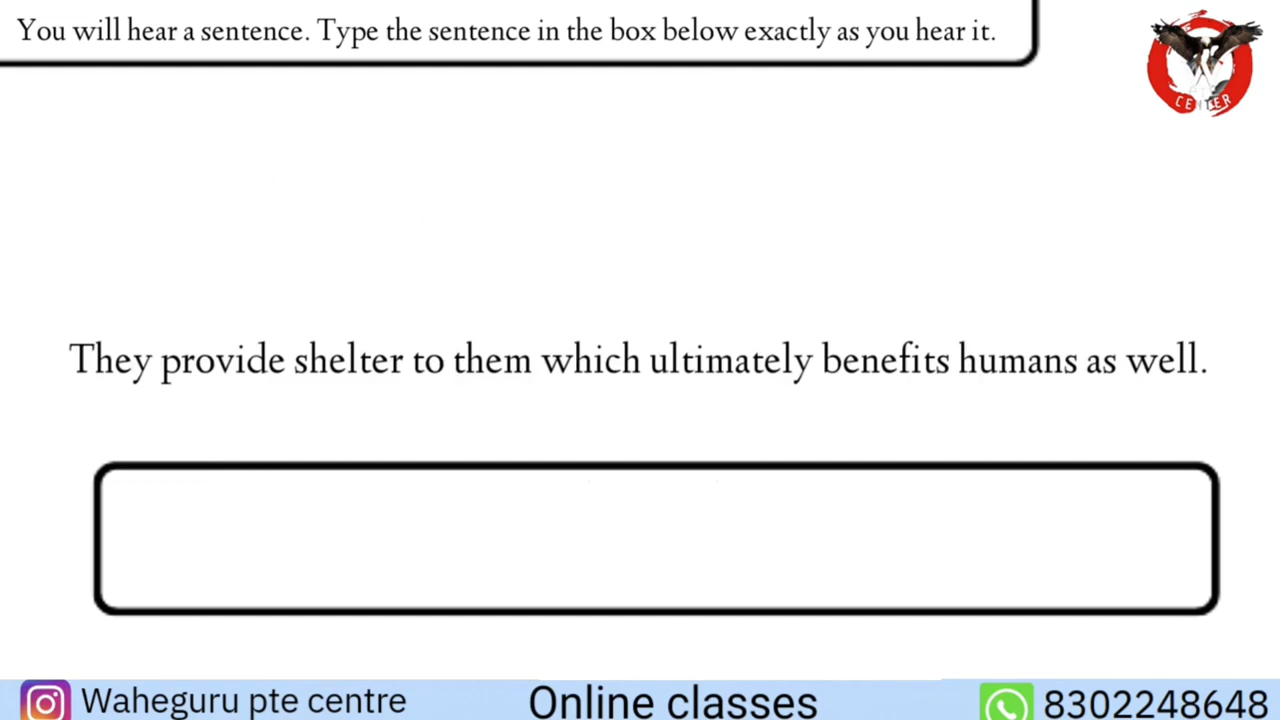 You will hear a sentence. Type the sentence in the box below exactly as you hear it.
CENTER
They provide shelter to them which ultimately benefits humans as well.
Waheguru pte centre
Online classes
8302248648